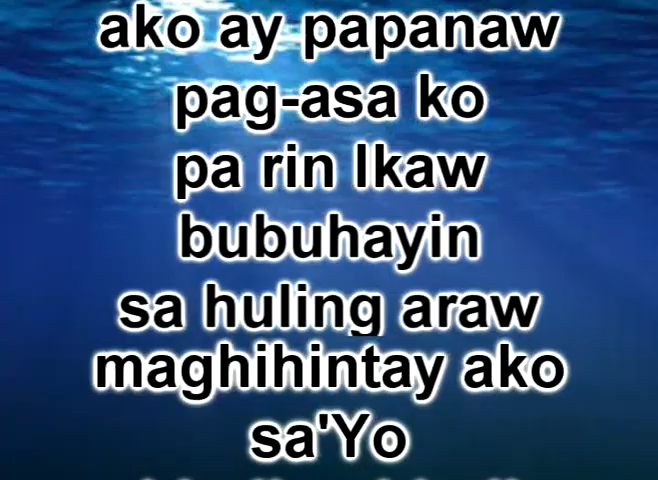 ako ay papanaw
pag-asa ko
pa rin Ikaw
bubuhayin
sa huling araw
maghihintay ako
sa'Yo